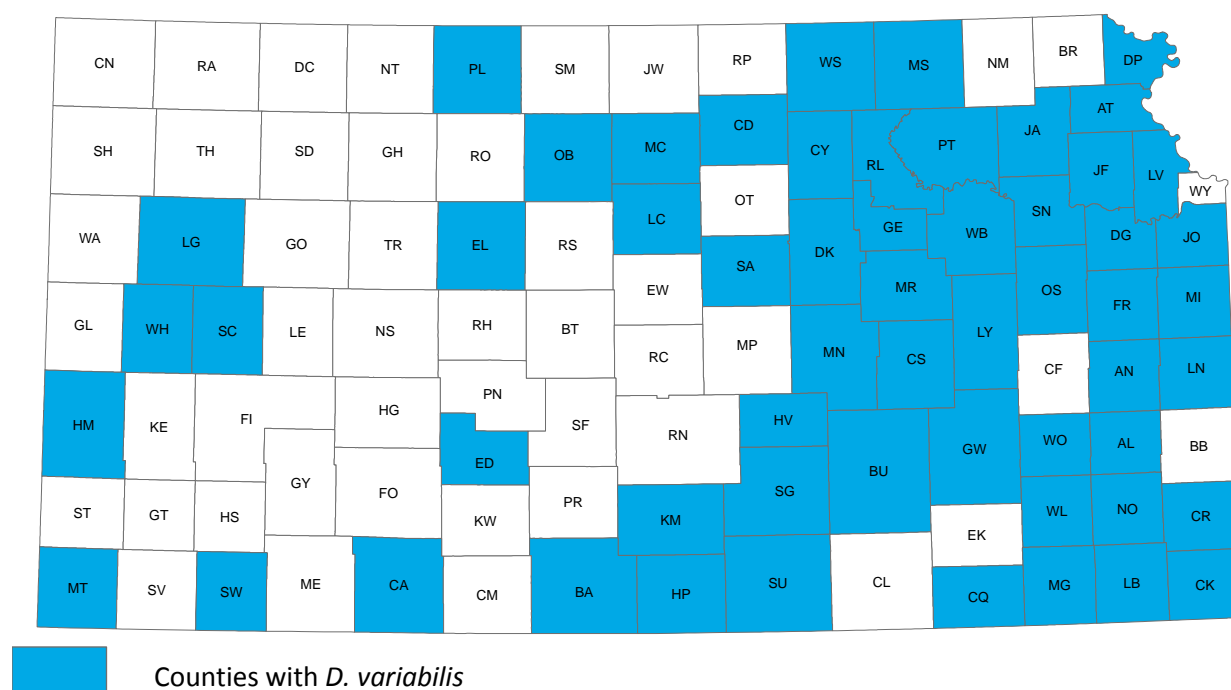 CN RA DC NT PL SM JW RP WS MS NM BR DP
SH TH SD GH RO OB MC CD CY RL PT JA AT JF LV WY
WA LG GO TR EL RS LC OT SA DK GE WB SN DG JO
GL WH SC LE NS RH BT EW RC MP MN MR CS LY OS FR MI
HM KE FI HG PN SF RN HV BU GW CF AN LN
ED SG WO AL BB
ST GT HS GY FO KW PR KM EK WL NO CR
MT SV SW ME CA CM BA HP SU CL CQ MG LB CK
Counties with D. variabilis